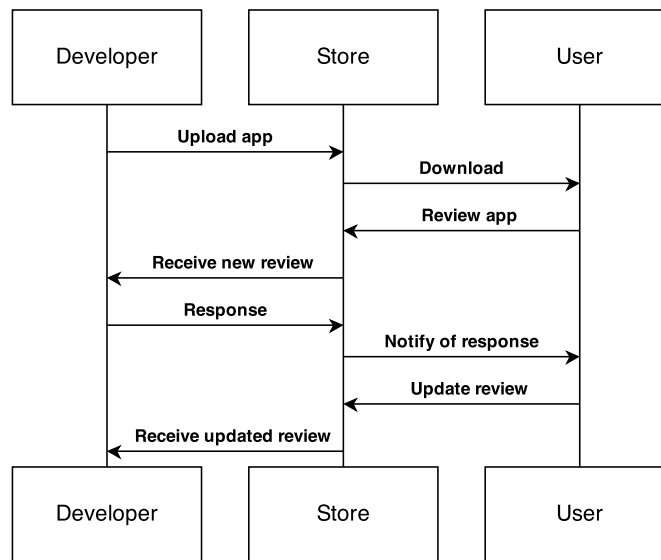 Developer
Store
User
Upload app
Download
Review app
Receive new review
Response
Notify of response
Update review
Receive updated review
Developer
Store
User